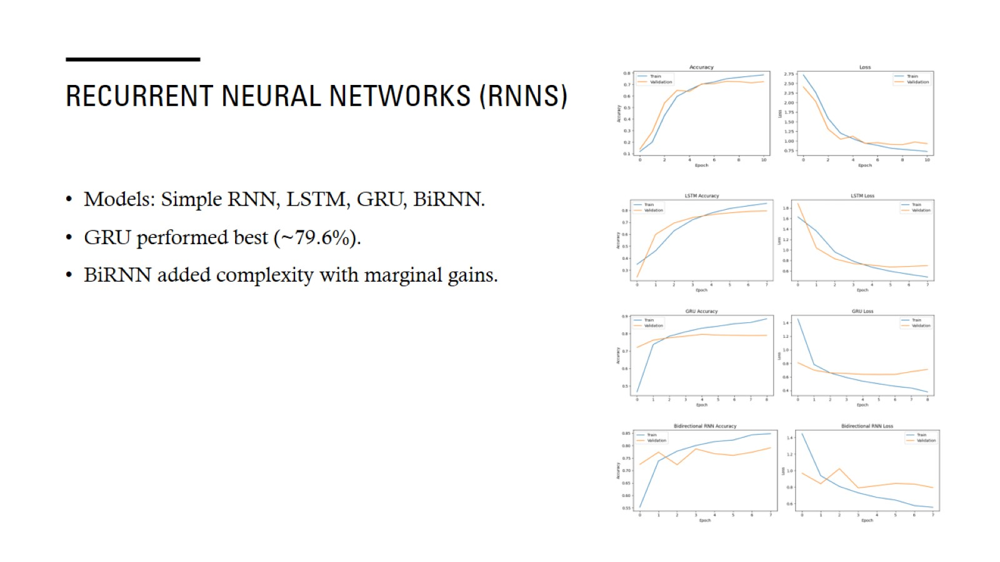 RECURRENT NEURAL NETWORKS (RNNS)
• Models: Simple RNN, LSTM, GRU, BiRNN.
• GRU performed best (~79.6%).
• BiRNN added complexity with marginal gains.
Accuracy
Train
Validation
Accuracy
0.8
0.7
0.6
0.5
0.4
0.3
0.2
0.1
0 2 4 6 8 10
Epoch
Loss
Train
Validation
Loss
2.75
2.50
2.25
2.00
1.75
1.50
1.25
1.00
0.75
0 2 4 6 8 10
Epoch
LSTM Accuracy
Train
Validation
Accuracy
0.8
0.7
0.6
0.5
0.4
0.3
0 1 2 3 4 5 6 7
Epoch
LSTM Loss
Train
Validation
Loss
1.8
1.6
1.4
1.2
1.0
0.8
0.6
0 1 2 3 4 5 6 7
Epoch
GRU Accuracy
Train
Validation
Accuracy
0.9
0.8
0.7
0.6
0.5
0 1 2 3 4 5 6 7 8
Epoch
GRU Loss
Train
Validation
Loss
1.4
1.2
1.0
0.8
0.6
0.4
0 1 2 3 4 5 6 7 8
Epoch
Bidirectional RNN Accuracy
Train
Validation
Accuracy
0.85
0.80
0.75
0.70
0.65
0.60
0.55
0 1 2 3 4 5 6 7
Epoch
Bidirectional RNN Loss
Train
Validation
Loss
1.4
1.2
1.0
0.8
0.6
0 1 2 3 4 5 6 7
Epoch